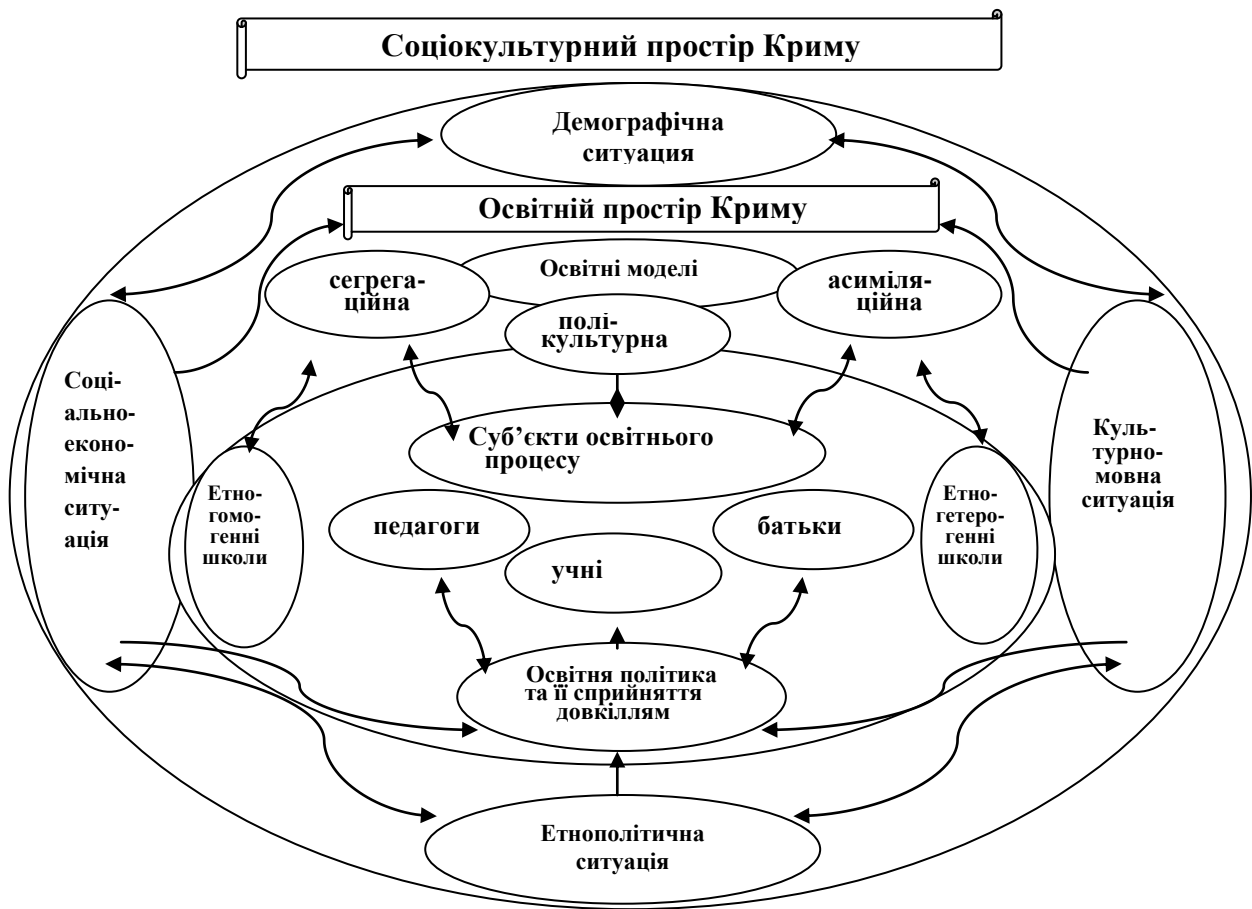 Соціокультурний простір Криму
Демографічна
ситуация
Освітній простір Криму
Освітні моделі
сегрега-
ційна
асиміля-
ційна
полі-
культурна
Соці-
ально-
еконо-
мічна
ситу-
ація
Суб’єкти освітнього
процесу
Куль-
турно-
мовна
ситуація
Етно-
гомо-
генні
школи
Етно-
гетеро-
генні
школи
педагоги
батьки
учні
Освітня політика
та її сприйняття
довкіллям
Етнополітична
ситуація